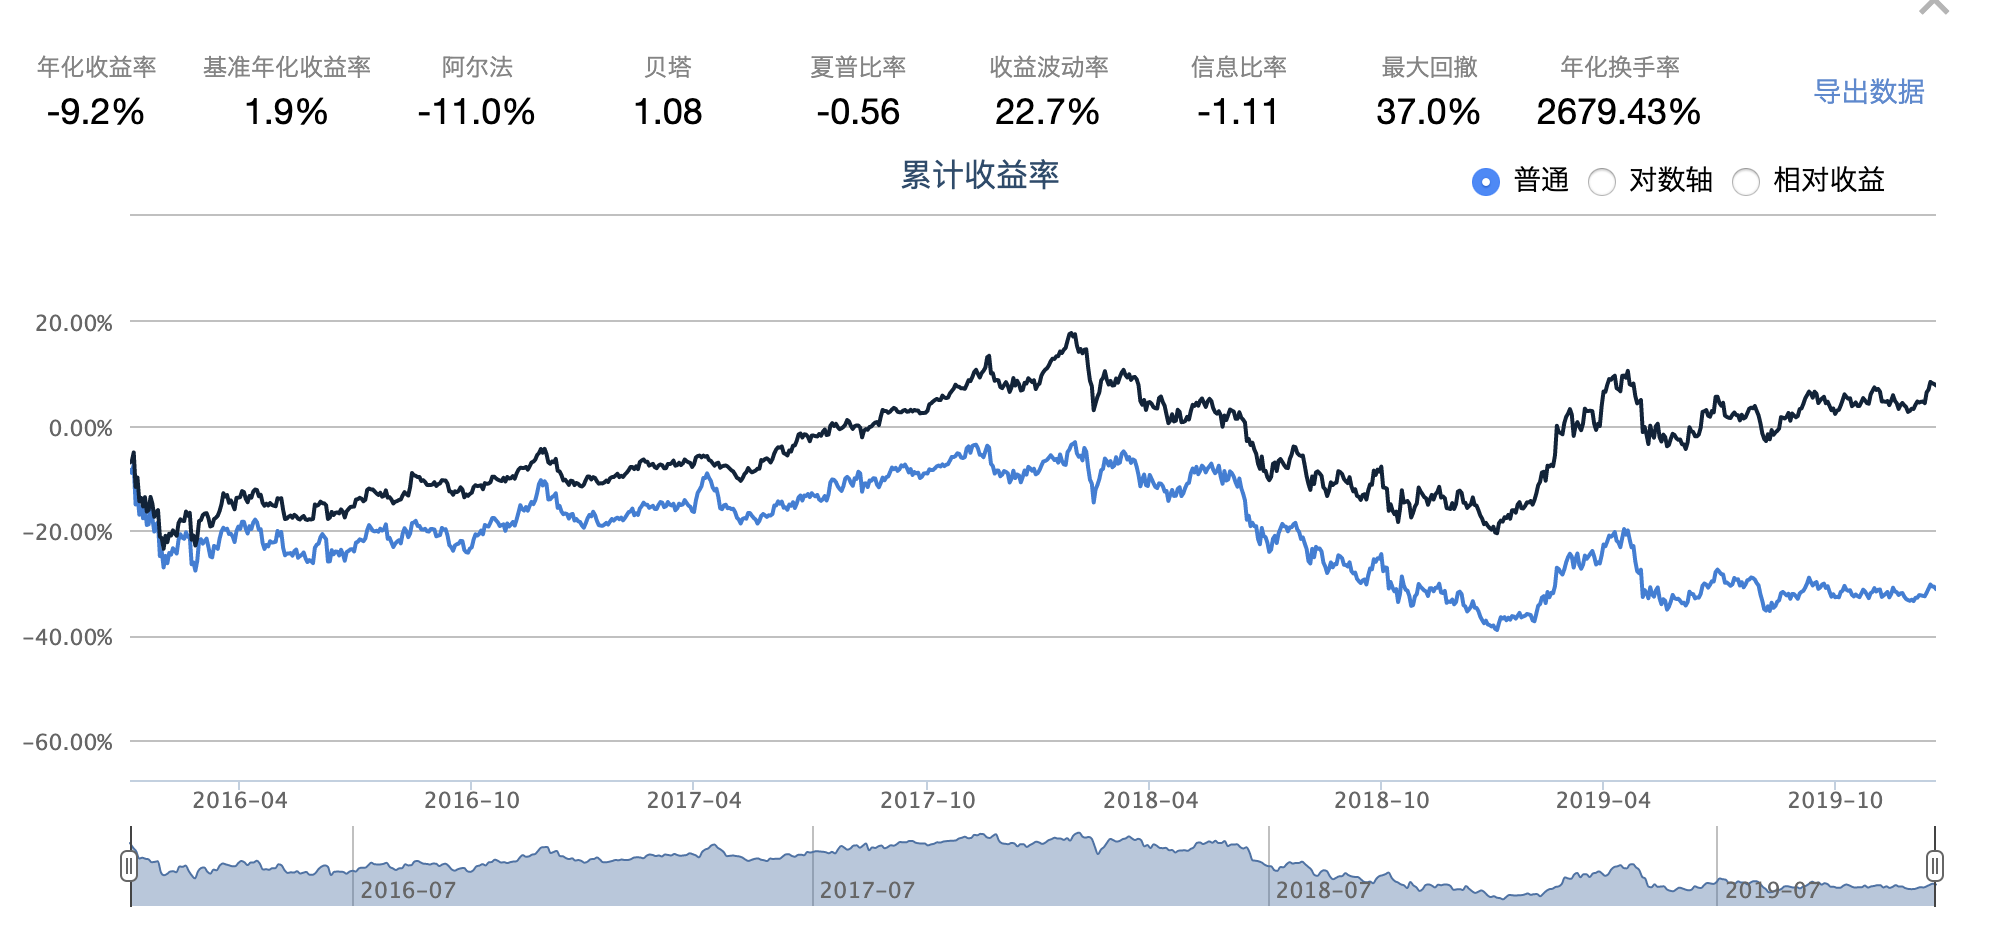 年化收益率 基准年化收益率 阿尔法 贝塔 夏普比率 收益波动率 信息比率 最大回撤 年化换手率
-9.2% 1.9% -11.0% 1.08 -0.56 22.7% -1.11 37.0% 2679.43%
导出数据
累计收益率
普通 对数轴 相对收益
20.00%
0.00%
-20.00%
-40.00%
-60.00%
2016-04 2016-10 2017-04 2017-10 2018-04 2018-10 2019-04 2019-10
2016-07 2017-07 2018-07 2019-07